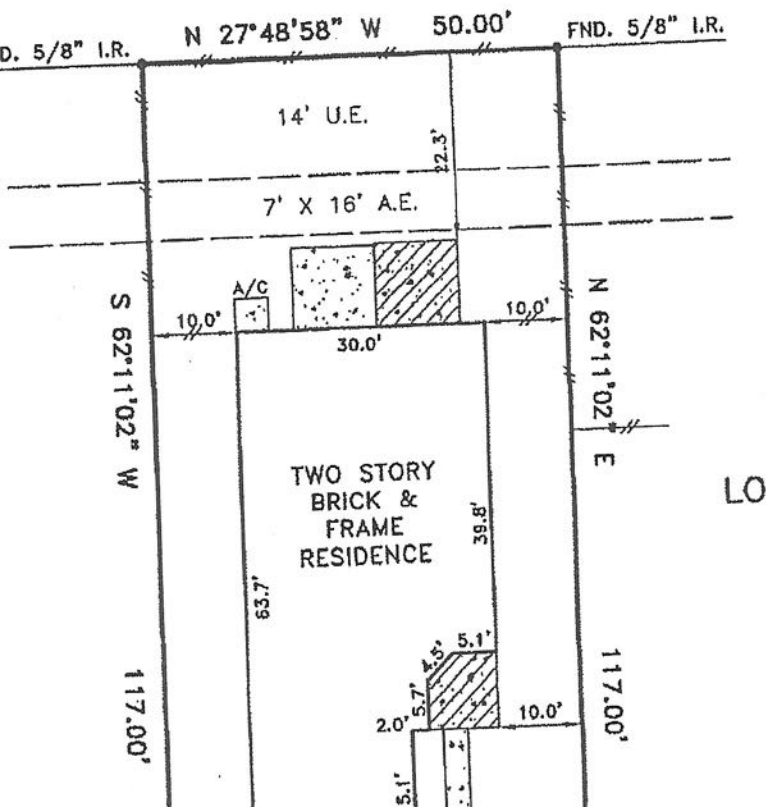 D. 5/8" I.R.
N 27°48'58" W 50.00'
FND. 5/8" I.R.
14' U.E.
22.3'
7' X 16' A.E.
A/C
10.0'
30.0'
10.0'
S 62°11'02" W
N 62°11'02" E
TWO STORY
BRICK &
FRAME
RESIDENCE
LO
39.8'
63.7'
4.5'
5.1'
5.7'
2.0'
10.0'
117.00'
117.00'
5.1'